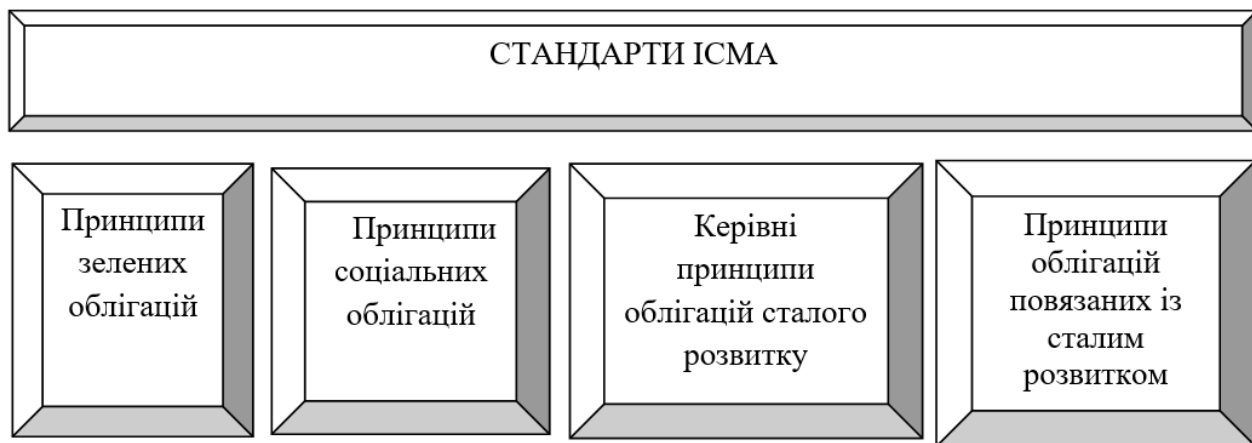 СТАНДАРТИ ІСМА
Принципи
зелених
облігацій
Принципи
соціальних
облігацій
Керівні
принципи
облігацій сталого
розвитку
Принципи
облігацій
повязаних із
сталим
розвитком